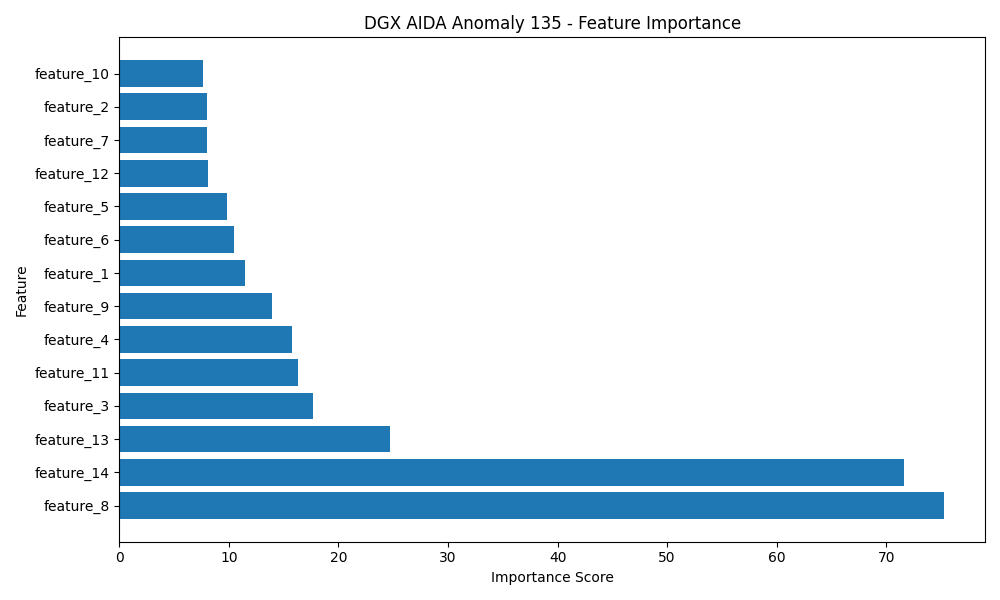 DGX AIDA Anomaly 135 - Feature Importance
feature_10
feature_2
feature_7
feature_12
feature_5
feature_6
feature_1
feature_9
feature_4
feature_11
feature_3
feature_13
feature_14
feature_8
Feature
0 10 20 30 40 50 60 70
Importance Score